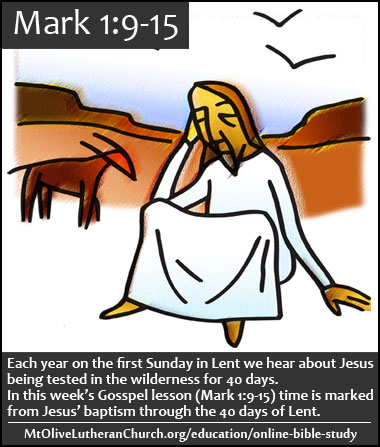 Mark 1:9-15
Each year on the first Sunday in Lent we hear about Jesus
being tested in the wilderness for 40 days.
In this week's Gosspel lesson (Mark 1:9-15) time is marked
from Jesus' baptism through the 40 days of Lent.
MtOliveLutheranChurch.org/education/online-bible-study